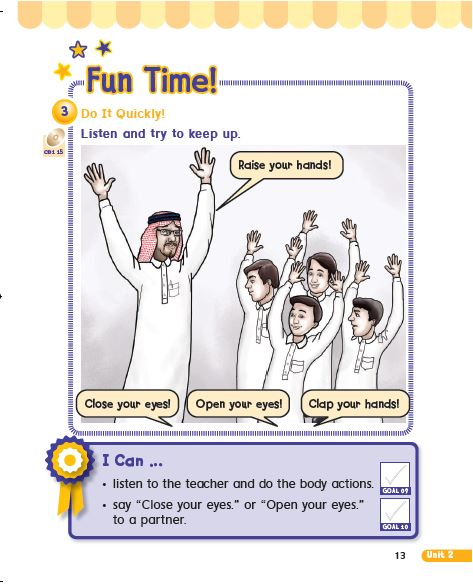 Fun Time!
3 Do It Quickly!
Listen and try to keep up.
CD1 15
Raise your hands!
Close your eyes!
Open your eyes!
Clap your hands!
I Can ...
• listen to the teacher and do the body actions.
GOAL 09
• say “Close your eyes.” or “Open your eyes.”
to a partner.
GOAL 10
13 Unit 2